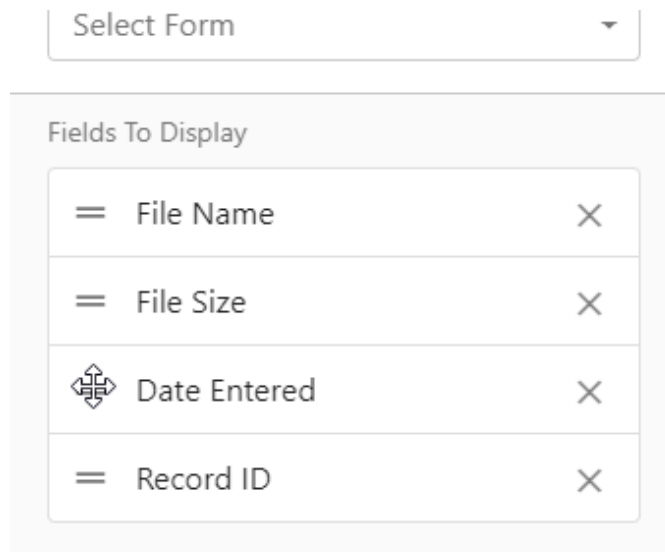 Select Form
Fields To Display
File Name
File Size
Date Entered
Record ID